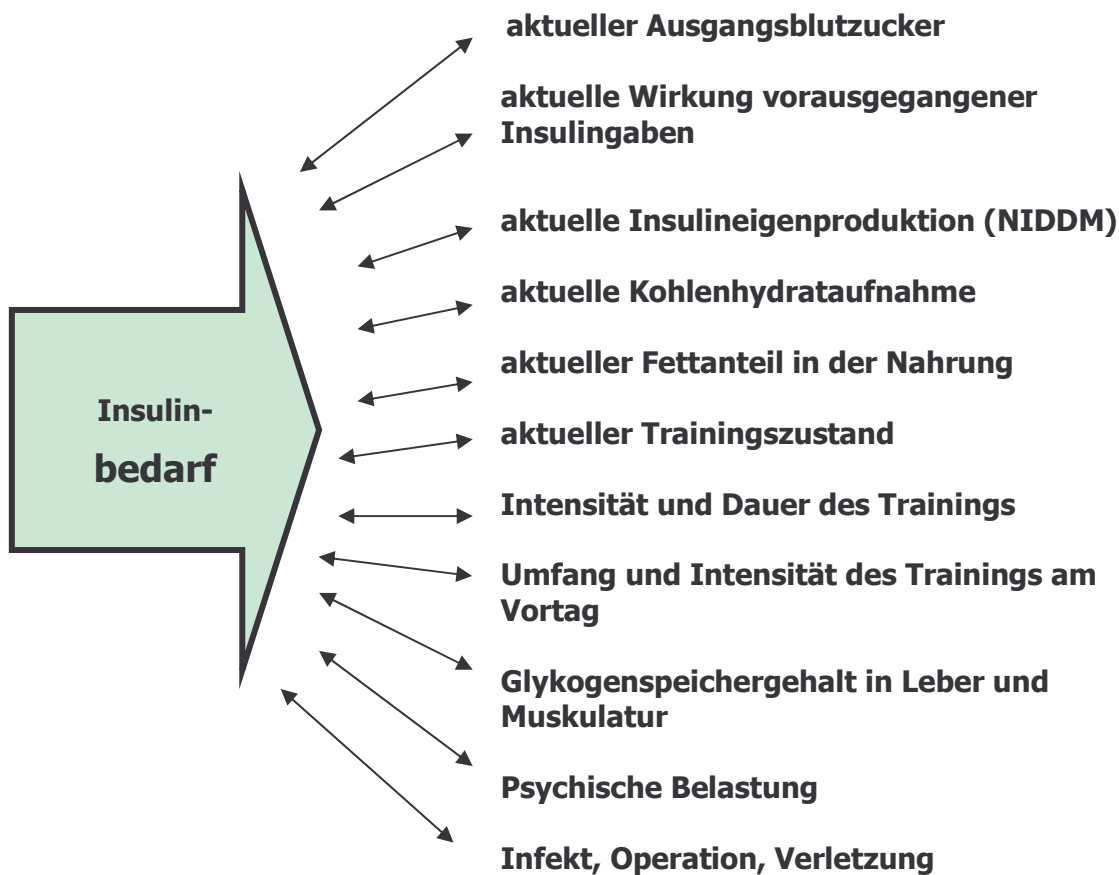 aktueller Ausgangsblutzucker
aktuelle Wirkung vorausgegangener
Insulingaben
aktuelle Insulineigenproduktion (NIDDM)
aktuelle Kohlenhydrataufnahme
aktueller Fettanteil in der Nahrung
Insulin-
bedarf
aktueller Trainingszustand
Intensität und Dauer des Trainings
Umfang und Intensität des Trainings am
Vortag
Glykogenspeichergehalt in Leber und
Muskulatur
Psychische Belastung
Infekt, Operation, Verletzung